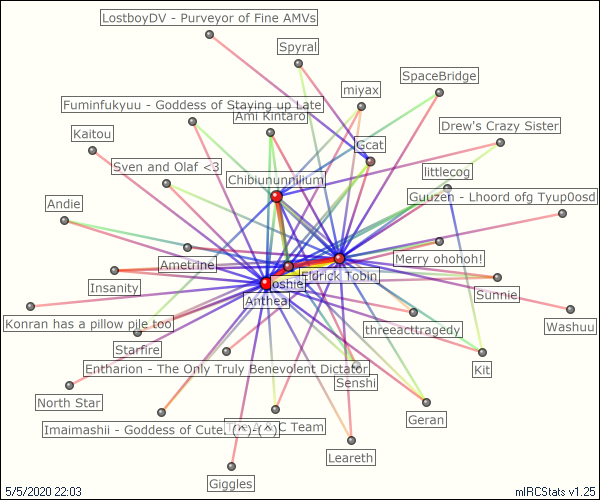 LostboyDV - Purveyor of Fine AMVs
Spyral
SpaceBridge
miyax
Fuminfukyuu - Goddess of Staying up Late
Ami Kintaro
Drew's Crazy Sister
Kaitou
Gcat
Sven and Olaf <3
littlecog
Chibiununnilium
Guuzen - Lhoord ofg Tyup0osd
Andie
Merry ohohoh!
Ametrine
Eldrick Tobin
Insanity
oshie
Sunnie
Anthea
Konran has a pillow pile too
Washuu
threeacttragedy
Starfire
Entharion - The Only Truly Benevolent Dictator
Kit
Senshi
North Star
Geran
Imaimashii - Goddess of Cute. (^)-(^)
C Team
Leareth
Giggles
5/5/2020 22:03
mIRCStats v1.25